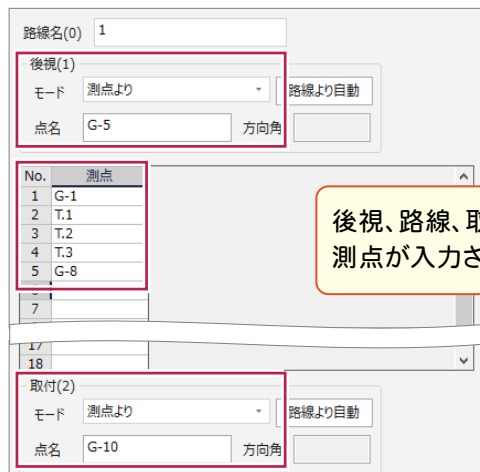 路線名(0) 1
後視(1)
モード 測点より 路線より自動
点名 G-5 方向角
No. 測点
1 G-1
2 T.1
3 T.2
4 T.3
5 G-8
7
17
18
後視、路線、取
測点が入力さ
取付(2)
モード 測点より 路線より自動
点名 G-10 方向角